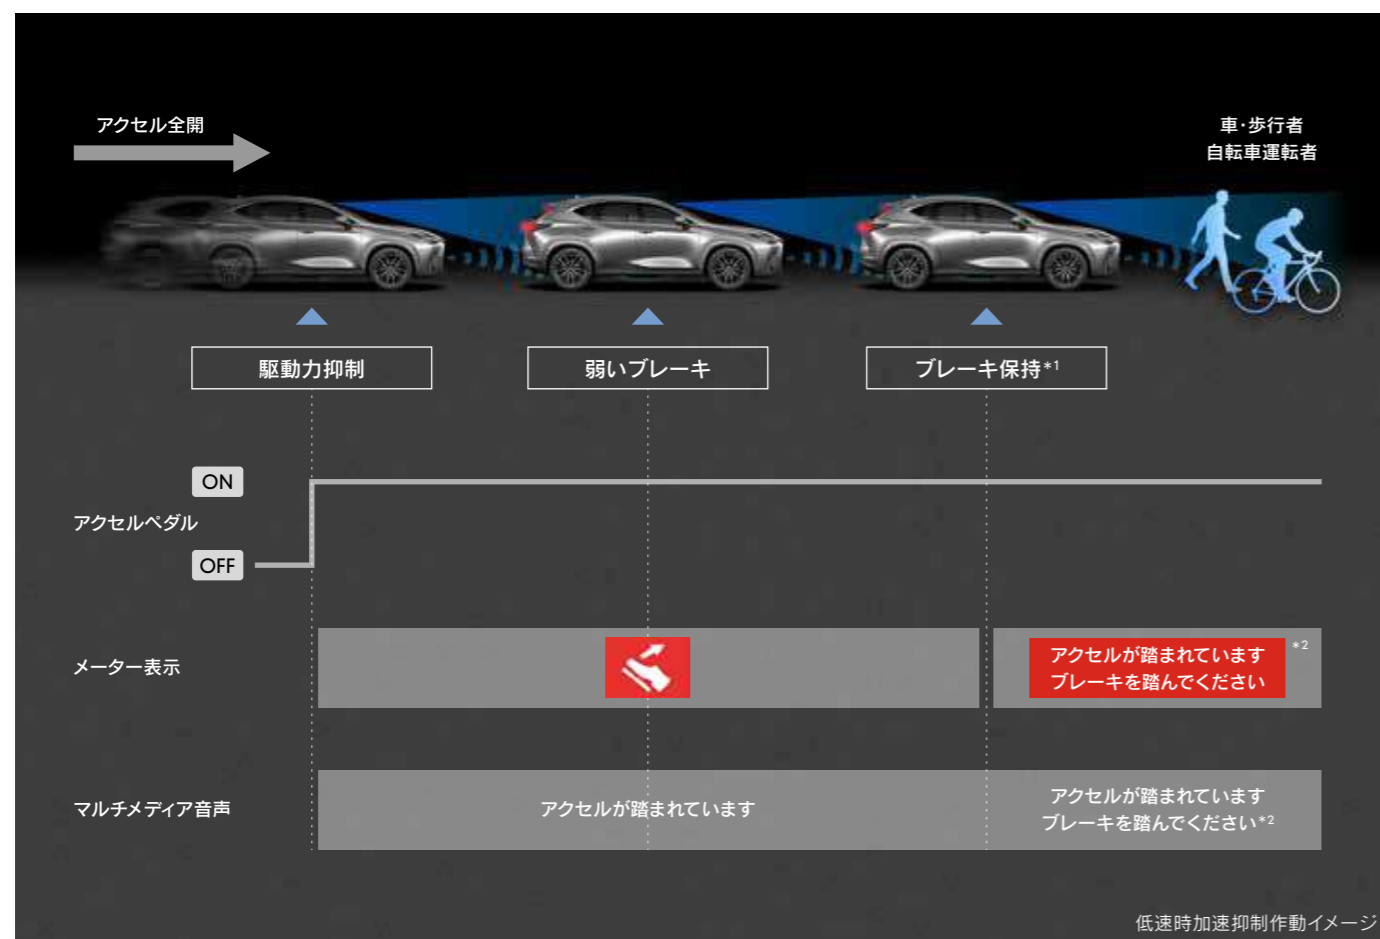 アクセル全開
車･歩行者
自転車運転者
駆動力抑制
弱いブレーキ
ブレーキ保持*1
ON
アクセルペダル
OFF
メーター表示
アクセルが踏まれています
ブレーキを踏んでください
*2
マルチメディア音声
アクセルが踏まれています
アクセルが踏まれています
ブレーキを踏んでください*2
低速時加速抑制作動イメージ